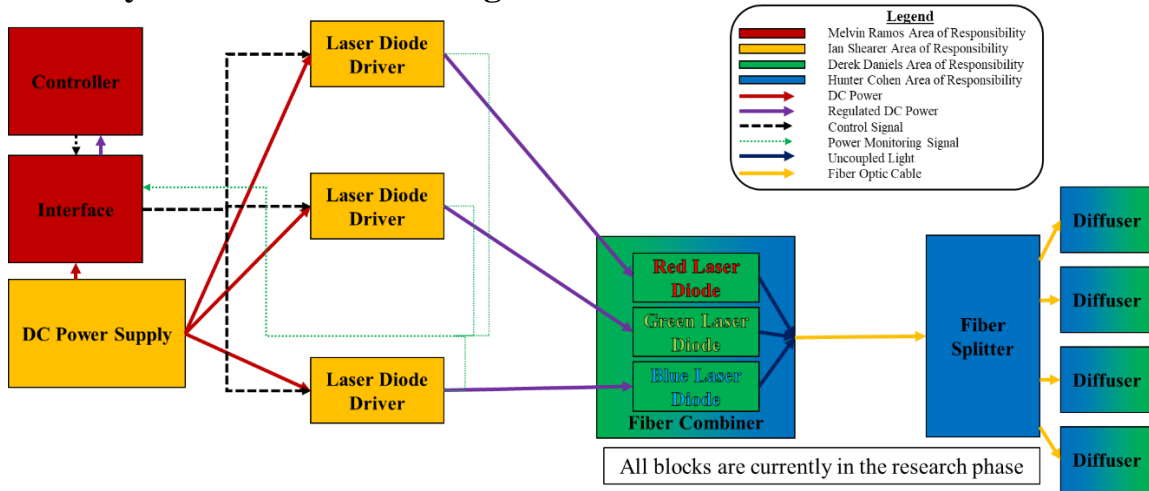 Legend
Melvin Ramos Area of Responsibility
Ian Shearer Area of Responsibility
Derek Daniels Area of Responsibility
Hunter Cohen Area of Responsibility
DC Power
Regulated DC Power
Control Signal
Power Monitoring Signal
Uncoupled Light
Fiber Optic Cable
Controller
Interface
DC Power Supply
Laser Diode
Driver
Laser Diode
Driver
Laser Diode
Driver
Red Laser
Diode
Green Laser
Diode
Blue Laser
Diode
Fiber Combiner
Fiber
Splitter
Diffuser
Diffuser
Diffuser
Diffuser
All blocks are currently in the research phase